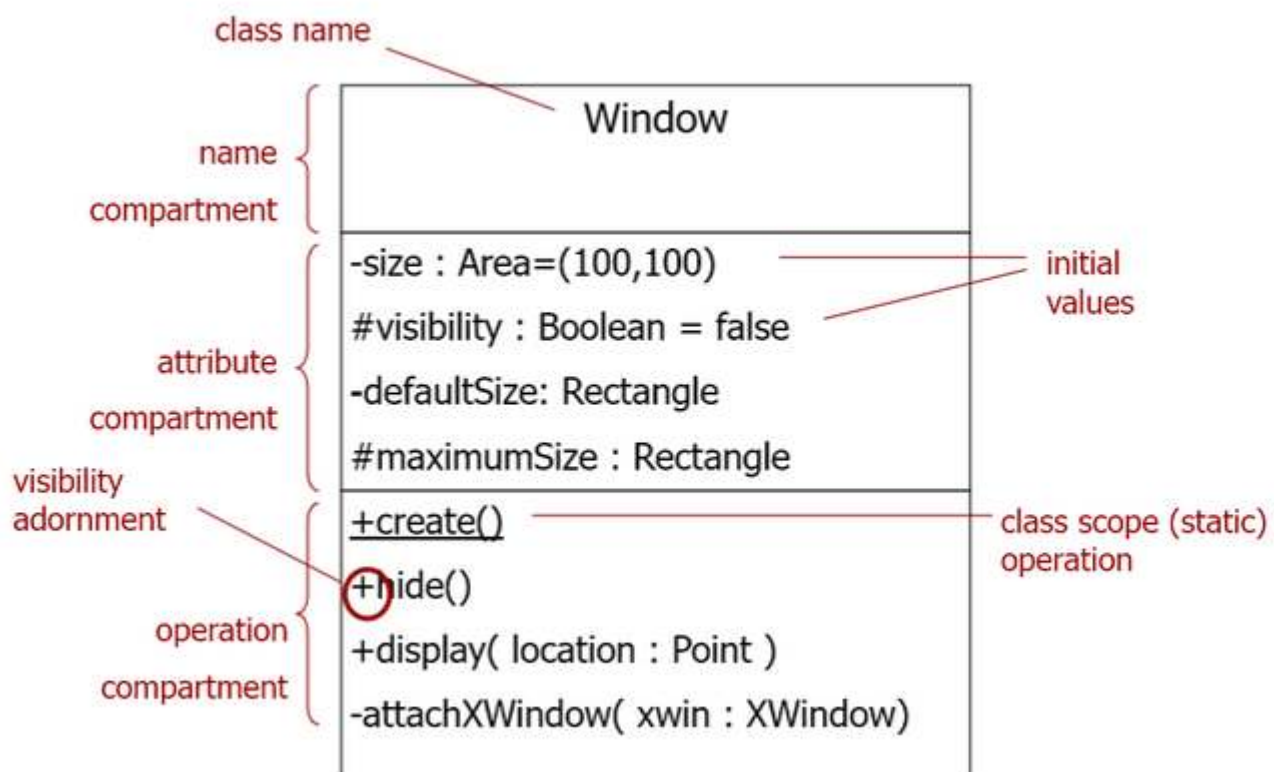 class name
Window
name
compartment
-size : Area=(100,100)
#visibility : Boolean = false
-defaultSize: Rectangle
#maximumSize : Rectangle
initial
values
attribute
compartment
visibility
adornment
+create()
+hide()
+display( location : Point )
-attachXWindow( xwin : XWindow)
class scope (static)
operation
operation
compartment